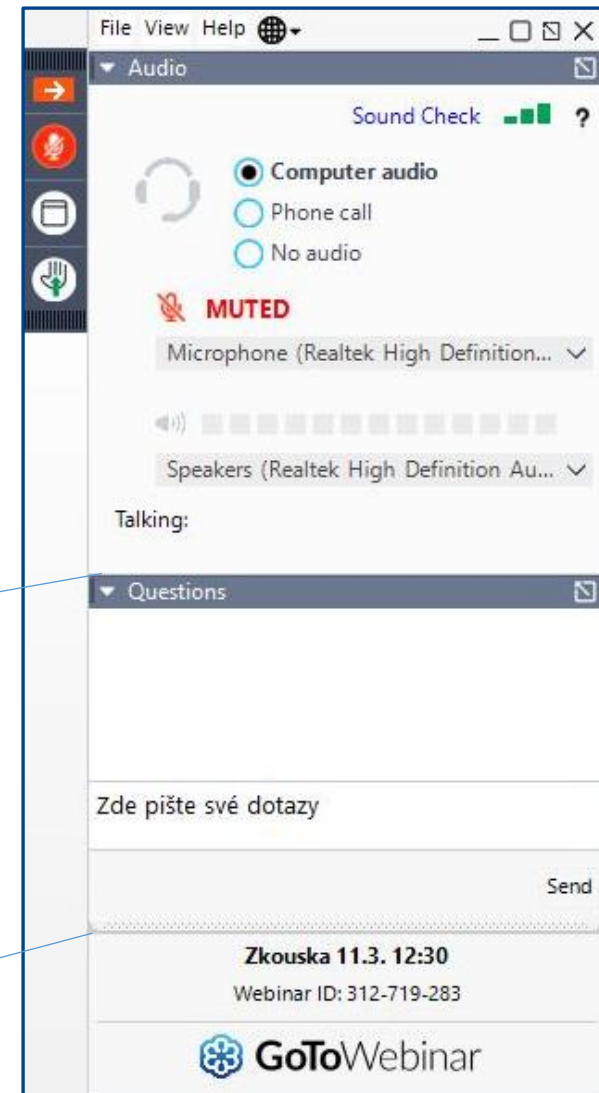 File View Help
Audio
Sound Check ?
Computer audio
Phone call
No audio
MUTED
Microphone (Realtek High Definition...
Speakers (Realtek High Definition Au...
Talking:
Questions
Zde pište své dotazy
Send
Zkouska 11.3. 12:30
Webinar ID: 312-719-283
GoToWebinar